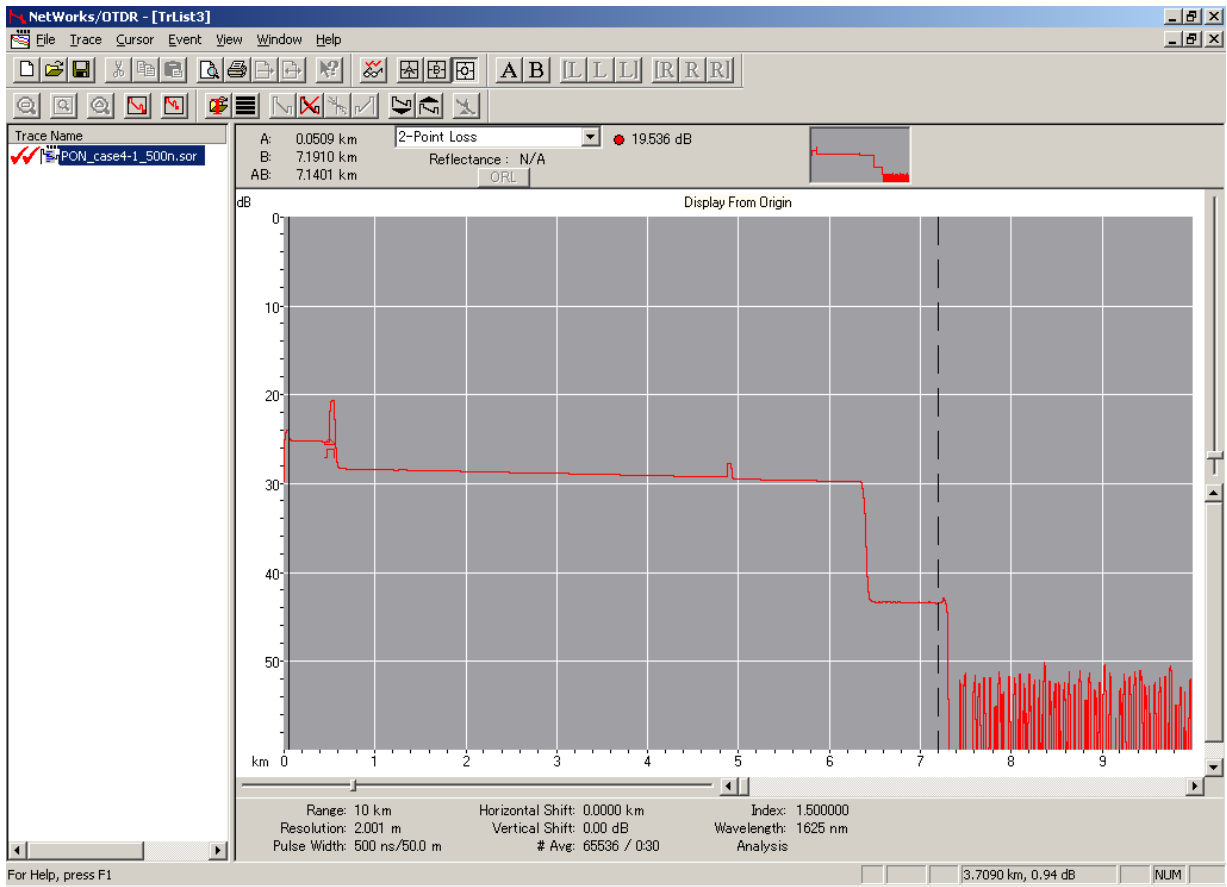 NetWorks/OTDR - [TrList3]
File Trace Cursor Event View Window Help
A B [L L L] [R R R]
Trace Name
PON_case4-1_500n.sor
A: 0.0509 km
B: 7.1910 km
AB: 7.1401 km
2-Point Loss
19.536 dB
Reflectance : N/A
ORL
dB
Display From Origin
0
10
20
30
40
50
km 0 1 2 3 4 5 6 7 8 9
Range: 10 km Horizontal Shift: 0.0000 km Index: 1.500000
Resolution: 2.001 m Vertical Shift: 0.00 dB Wavelength: 1625 nm
Pulse Width: 500 ns/50.0 m # Avg: 65536 / 0:30 Analysis
For Help, press F1
3.7090 km, 0.94 dB
NUM